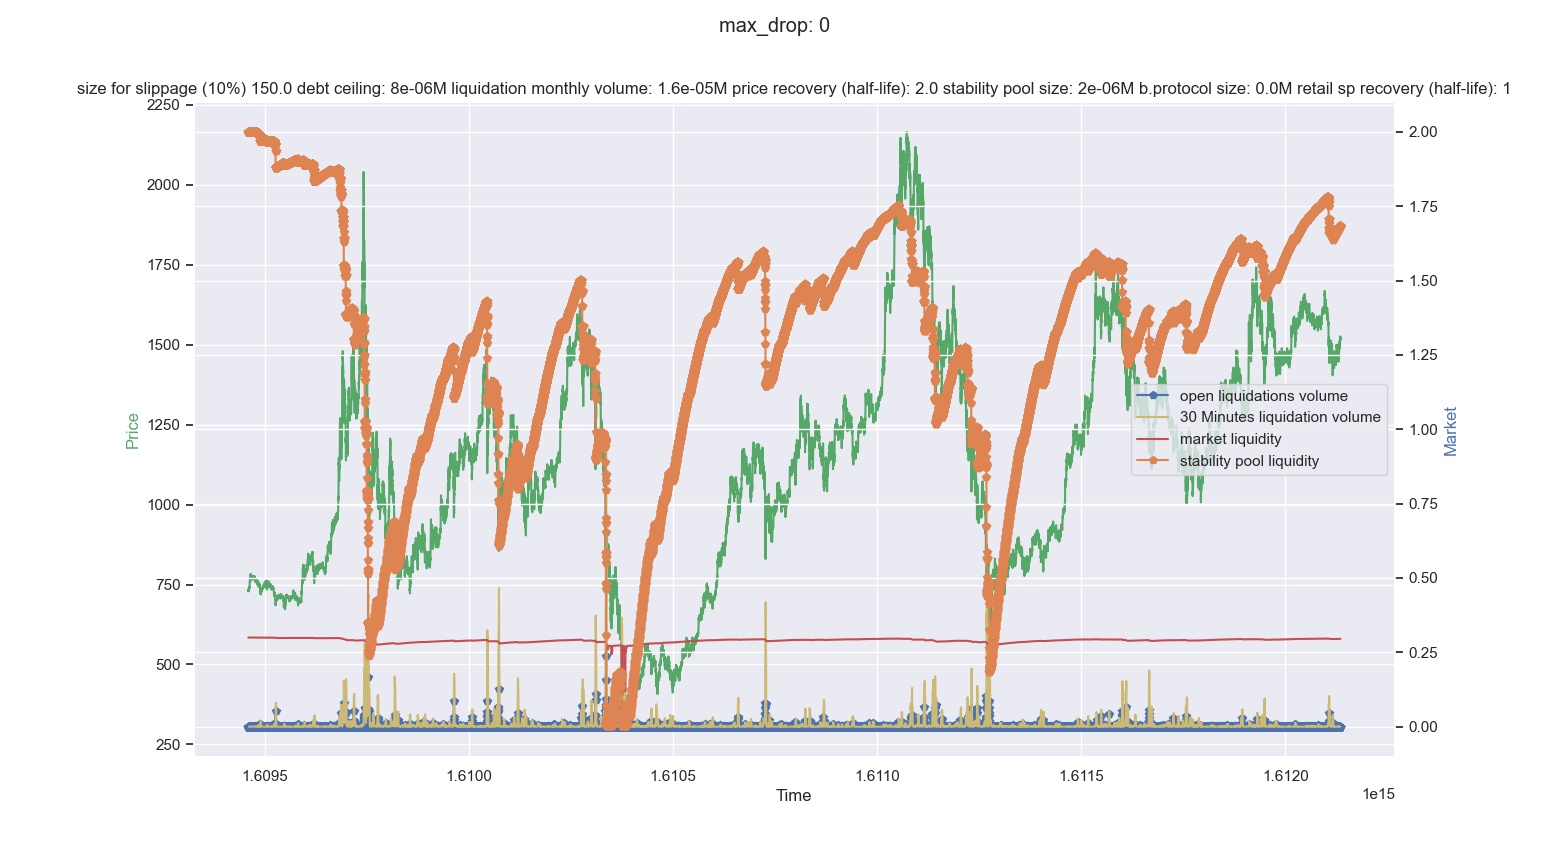 max_drop: 0
size for slippage (10%) 150.0 debt ceiling: 8e-06M liquidation monthly volume: 1.6e-05M price recovery (half-life): 2.0 stability pool size: 2e-06M b.protocol size: 0.0M retail sp recovery (half-life): 1
2250
2000
1750
1500
1250
1000
750
500
250
Price
2.00
1.75
1.50
1.25
1.00
0.75
0.50
0.25
0.00
Market
open liquidations volume
30 Minutes liquidation volume
market liquidity
stability pool liquidity
1.6095 1.6100 1.6105 1.6110 1.6115 1.6120
Time
1e15